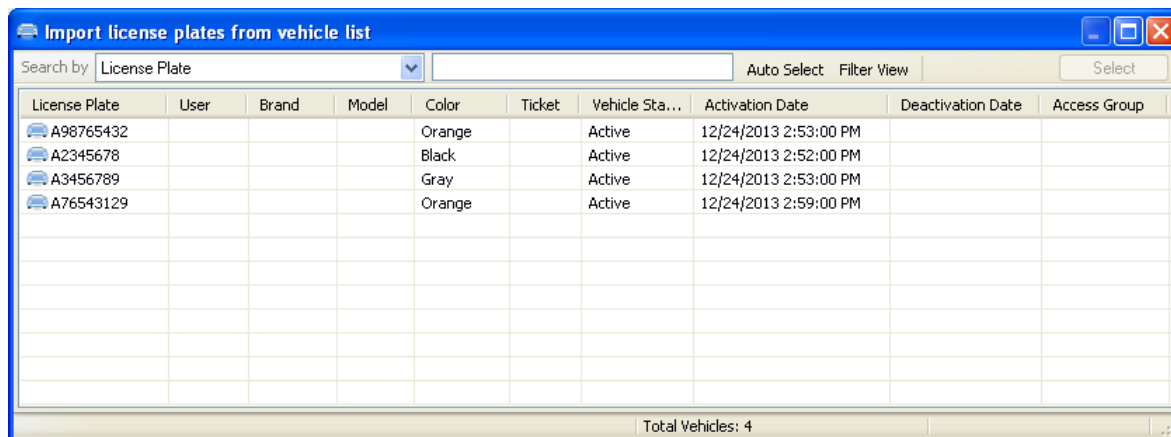 Import license plates from vehicle list
Search by License Plate Auto Select Filter View Select
License Plate User Brand Model Color Ticket Vehicle Sta... Activation Date Deactivation Date Access Group
A98765432 Orange Active 12/24/2013 2:53:00 PM
A2345678 Black Active 12/24/2013 2:52:00 PM
A3456789 Gray Active 12/24/2013 2:53:00 PM
A76543129 Orange Active 12/24/2013 2:59:00 PM
Total Vehicles: 4